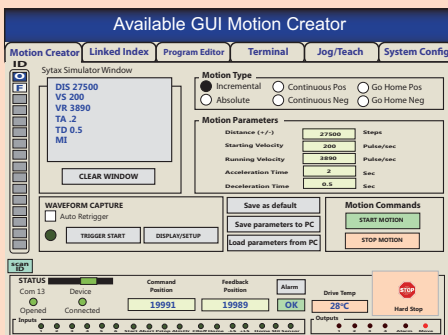 Available GUI Motion Creator
Motion Creator Linked Index Program Editor Terminal Jog/Teach System Config
ID
O
F
Sytax Simulator Window
DIS 27500
VS 200
VR 3890
TA .2
TD 0.5
MI
CLEAR WINDOW
Motion Type
Incremental Continuous Pos Go Home Pos
Absolute Continuous Neg Go Home Neg
Motion Parameters
Distance (+/-) 27500 Steps
Starting Velocity 200 Pulse/sec
Running Velocity 3890 Pulse/sec
Acceleration Time 2 Sec
Deceleration Time 0.5 Sec
WAVEFORM CAPTURE
Auto Retrigger
TRIGGER START DISPLAY/SETUP
Save as default
Save parameters to PC
Load parameters from PC
Motion Commands
START MOTION
STOP MOTION
scan
ID
STATUS
Com 13 Device
Opened Connected
Command
Position
19991
Feedback
Position
19989
Alarm
OK
Drive Temp
28°C
STOP
Hard Stop
Inputs
Outputs